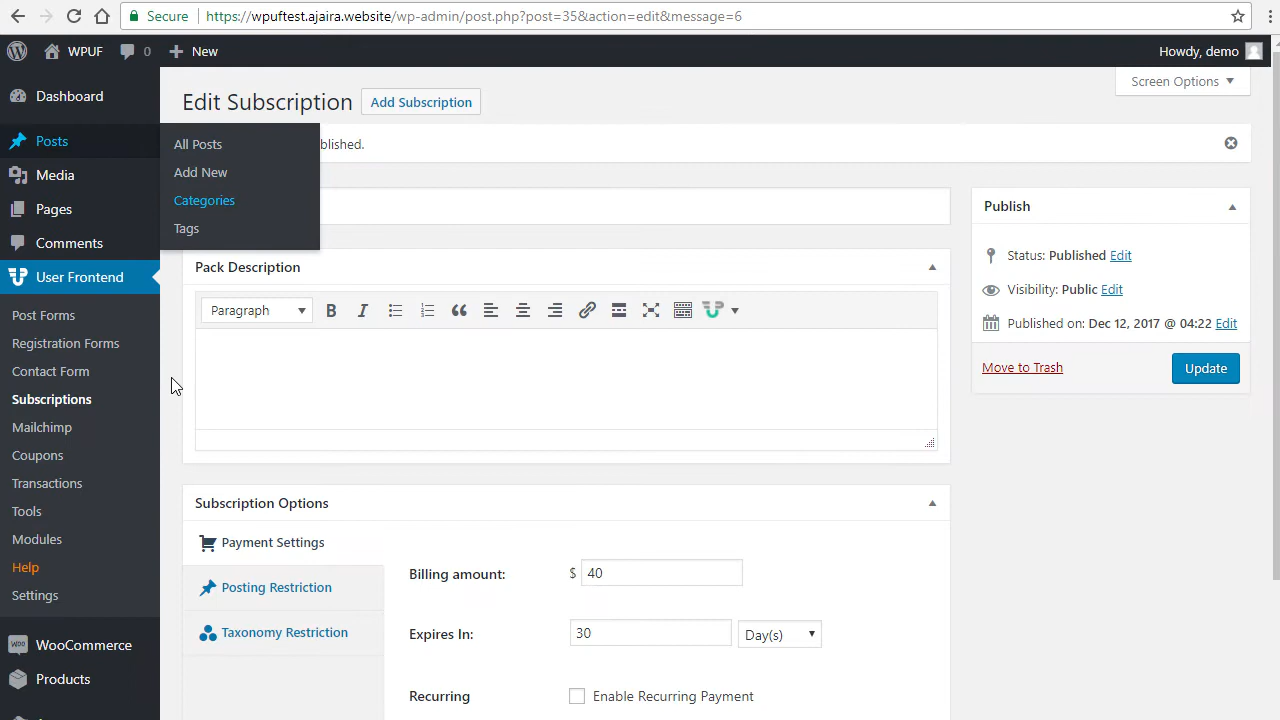 Secure https://wpuftest.ajaira.website/wp-admin/post.php?post=35&action=edit&message=6
WPUF 0 New Howdy, demo
Dashboard
Posts
Media
Pages
Comments
User Frontend
Post Forms
Registration Forms
Contact Form
Subscriptions
Mailchimp
Coupons
Transactions
Tools
Modules
Help
Settings
WooCommerce
Products
All Posts
Add New
Categories
Tags
Screen Options
Edit Subscription Add Subscription
blished.
Pack Description
Paragraph
Subscription Options
Payment Settings
Posting Restriction
Taxonomy Restriction
Billing amount: $ 40
Expires In: 30 Day(s)
Recurring Enable Recurring Payment
Publish
Status: Published Edit
Visibility: Public Edit
Published on: Dec 12, 2017 @ 04:22 Edit
Move to Trash Update